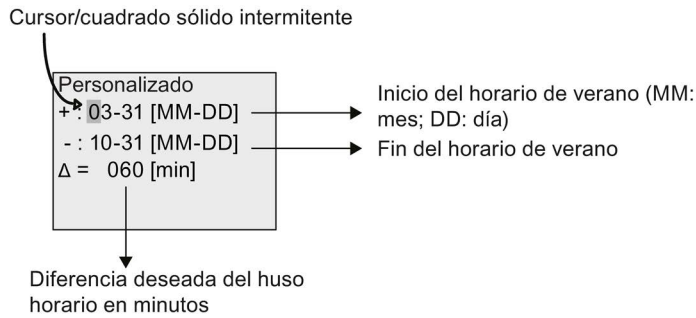 Cursor/cuadrado sólido intermitente
Personalizado
+ : 03-31 [MM-DD]
- : 10-31 [MM-DD]
Δ = 060 [min]
Inicio del horario de verano (MM:
mes; DD: día)
Fin del horario de verano
Diferencia deseada del huso
horario en minutos